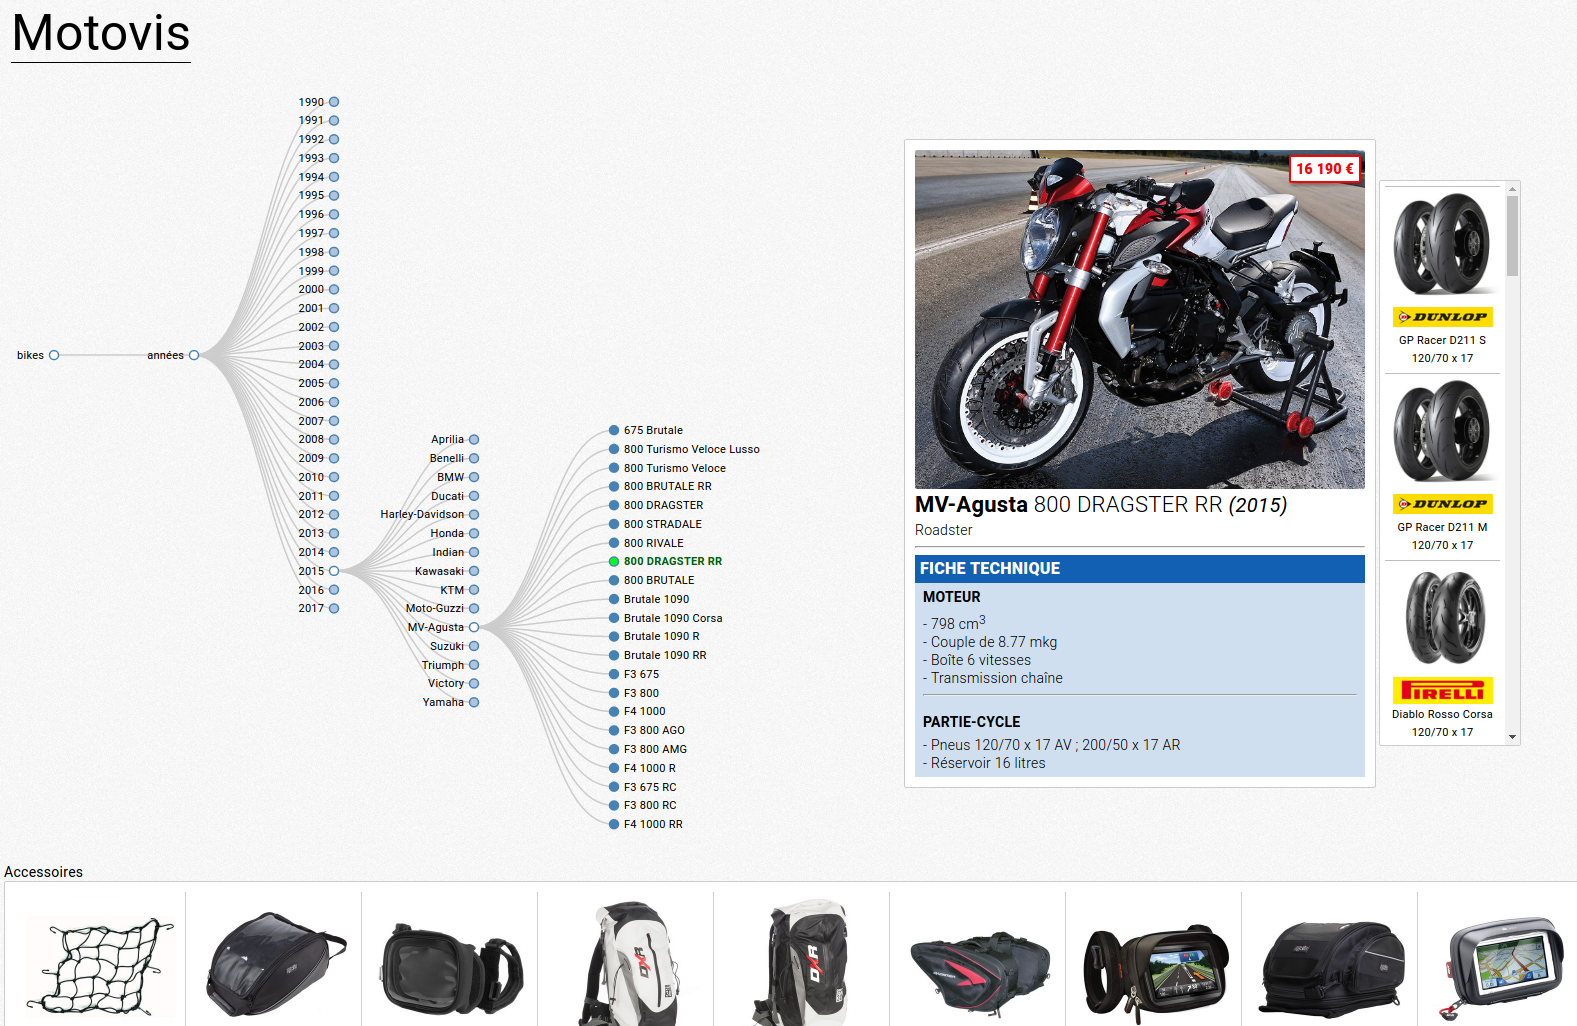 Motovis
bikes
années
1990
1991
1992
1993
1994
1995
1996
1997
1998
1999
2000
2001
2002
2003
2004
2005
2006
2007
2008
2009
2010
2011
2012
2013
2014
2015
2016
2017
Aprilia
Benelli
BMW
Ducati
Harley-Davidson
Honda
Indian
Kawasaki
KTM
Moto-Guzzi
MV-Agusta
Suzuki
Triumph
Victory
Yamaha
675 Brutale
800 Turismo Veloce Lusso
800 Turismo Veloce
800 BRUTALE RR
800 DRAGSTER
800 STRADALE
800 RIVALE
800 DRAGSTER RR
800 BRUTALE
Brutale 1090
Brutale 1090 Corsa
Brutale 1090 R
Brutale 1090 RR
F3 675
F3 800
F4 1000
F3 800 AGO
F3 800 AMG
F4 1000 R
F3 675 RC
F3 800 RC
F4 1000 RR
16 190 €
MV-Agusta 800 DRAGSTER RR (2015)
Roadster
FICHE TECHNIQUE
MOTEUR
- 798 cm3
- Couple de 8.77 mkg
- Boîte 6 vitesses
- Transmission chaîne
PARTIE-CYCLE
- Pneus 120/70 x 17 AV ; 200/50 x 17 AR
- Réservoir 16 litres
DUNLOP
GP Racer D211 S
120/70 x 17
DUNLOP
GP Racer D211 M
120/70 x 17
PIRELLI
Diablo Rosso Corsa
120/70 x 17
Accessoires
DXR
DXR